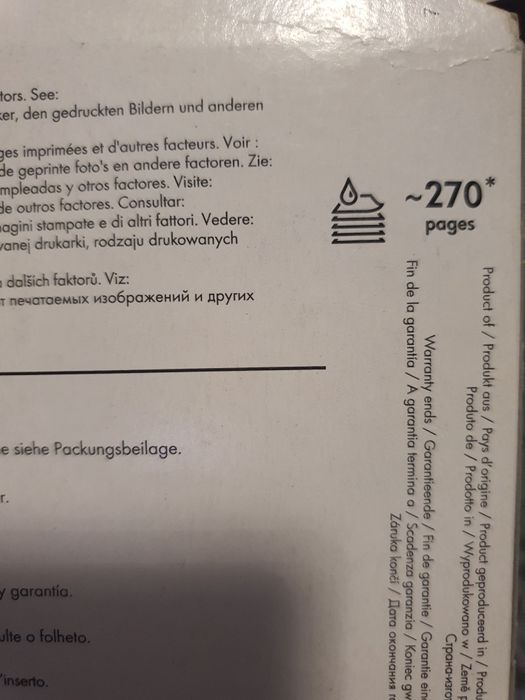 tors. See:
ker, den gedruckten Bildern und anderen
ges imprimées et d'autres facteurs. Voir :
de geprinte foto's en andere factoren. Zie:
mpleadas y otros factores. Visite:
de outros factores. Consultar:
nagini stampate e di altri fattori. Vedere:
wanej drukarki, rodzaju drukowanych
dalších faktorů. Viz:
т печатаемых изображений и других
~270*
pages
e siehe Packungsbeilage.
r.
y garantía.
ulte o folheto.
l'inserto.
Product of / Produkt aus / Pays d'origine / Product geproduceerd in / Produ
Produto de / Prodotto in / Wyprodukowano w / Země p
Страна-изгот
Warranty ends / Garantieende / Fin de garantie / Garantie ein
Fin de la garantía / A garantia termina a / Scadenza garanzia / Koniec gw
Záruka končí / Дата окончания г